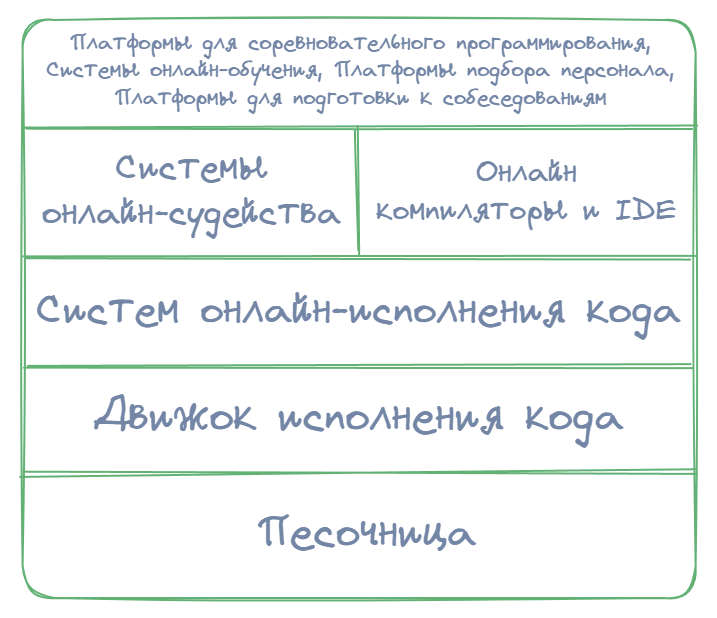 Платформы для соревновательного программирования,
Системы онлайн-обучения, Платформы подбора персонала,
Платформы для подготовки к собеседованиям
Системы
онлайн-судейства
Онлайн
компиляторы и IDE
Систем онлайн-исполнения кода
Движок исполнения кода
Песочница